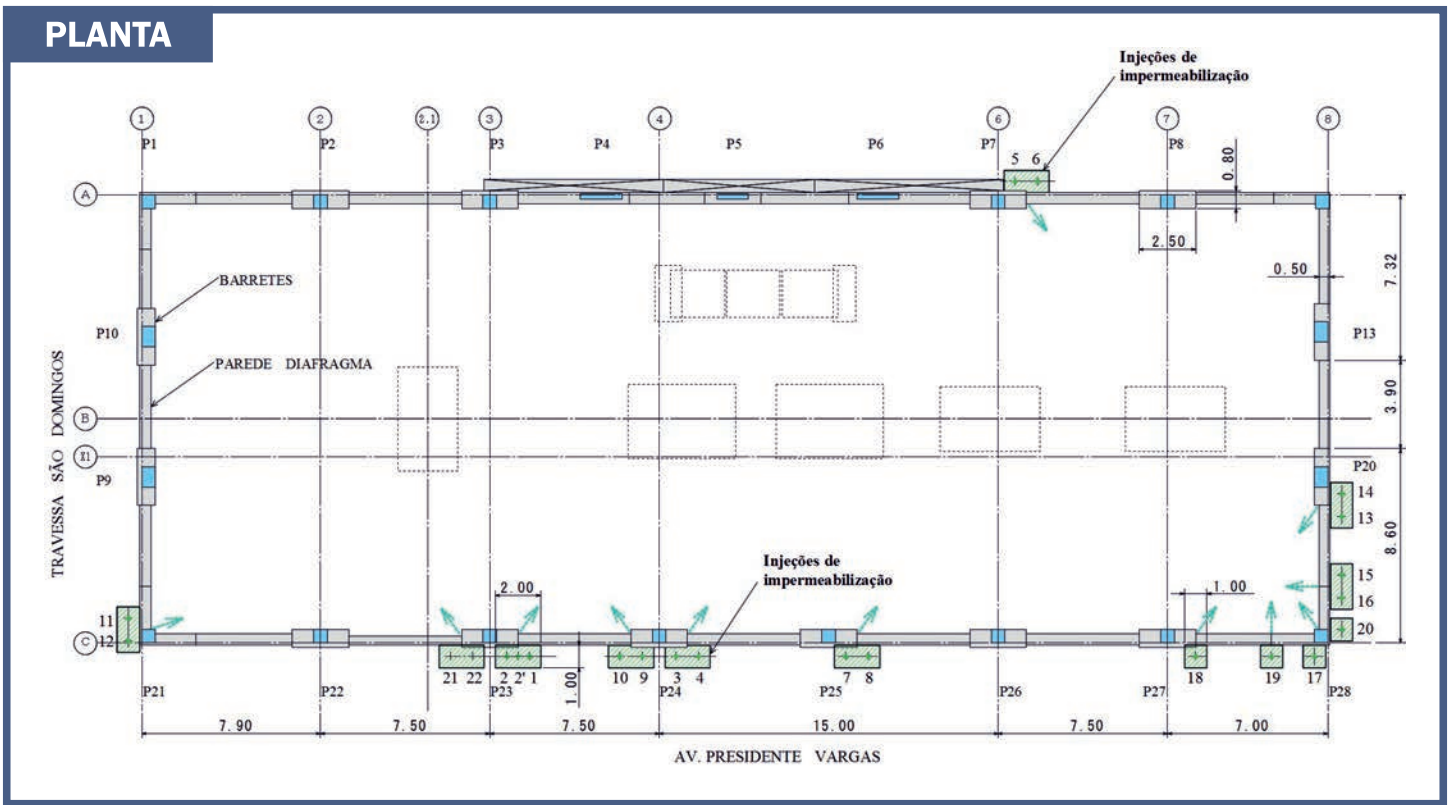 PLANTA
Injeções de
impermeabilização
1
2
2.1
3
4
6
7
8
P1
P2
P3
P4
P5
P6
P7
P8
5 6
0.80
A
2.50
0.50
7.32
BARRETES
P10
P13
PAREDE DIAFRAGMA
TRAVESSA SÃO DOMINGOS
3.90
B
P9
P20
14
13
8.60
Injeções de
impermeabilização
2.00
1.00
15
16
11
12
C
20
21 22 2 2' 1 10 9 3 4 7 8 18 19 17
1.00
P21
P22
P23
P24
P25
P26
P27
P28
7.90
7.50
7.50
15.00
7.50
7.00
AV. PRESIDENTE VARGAS